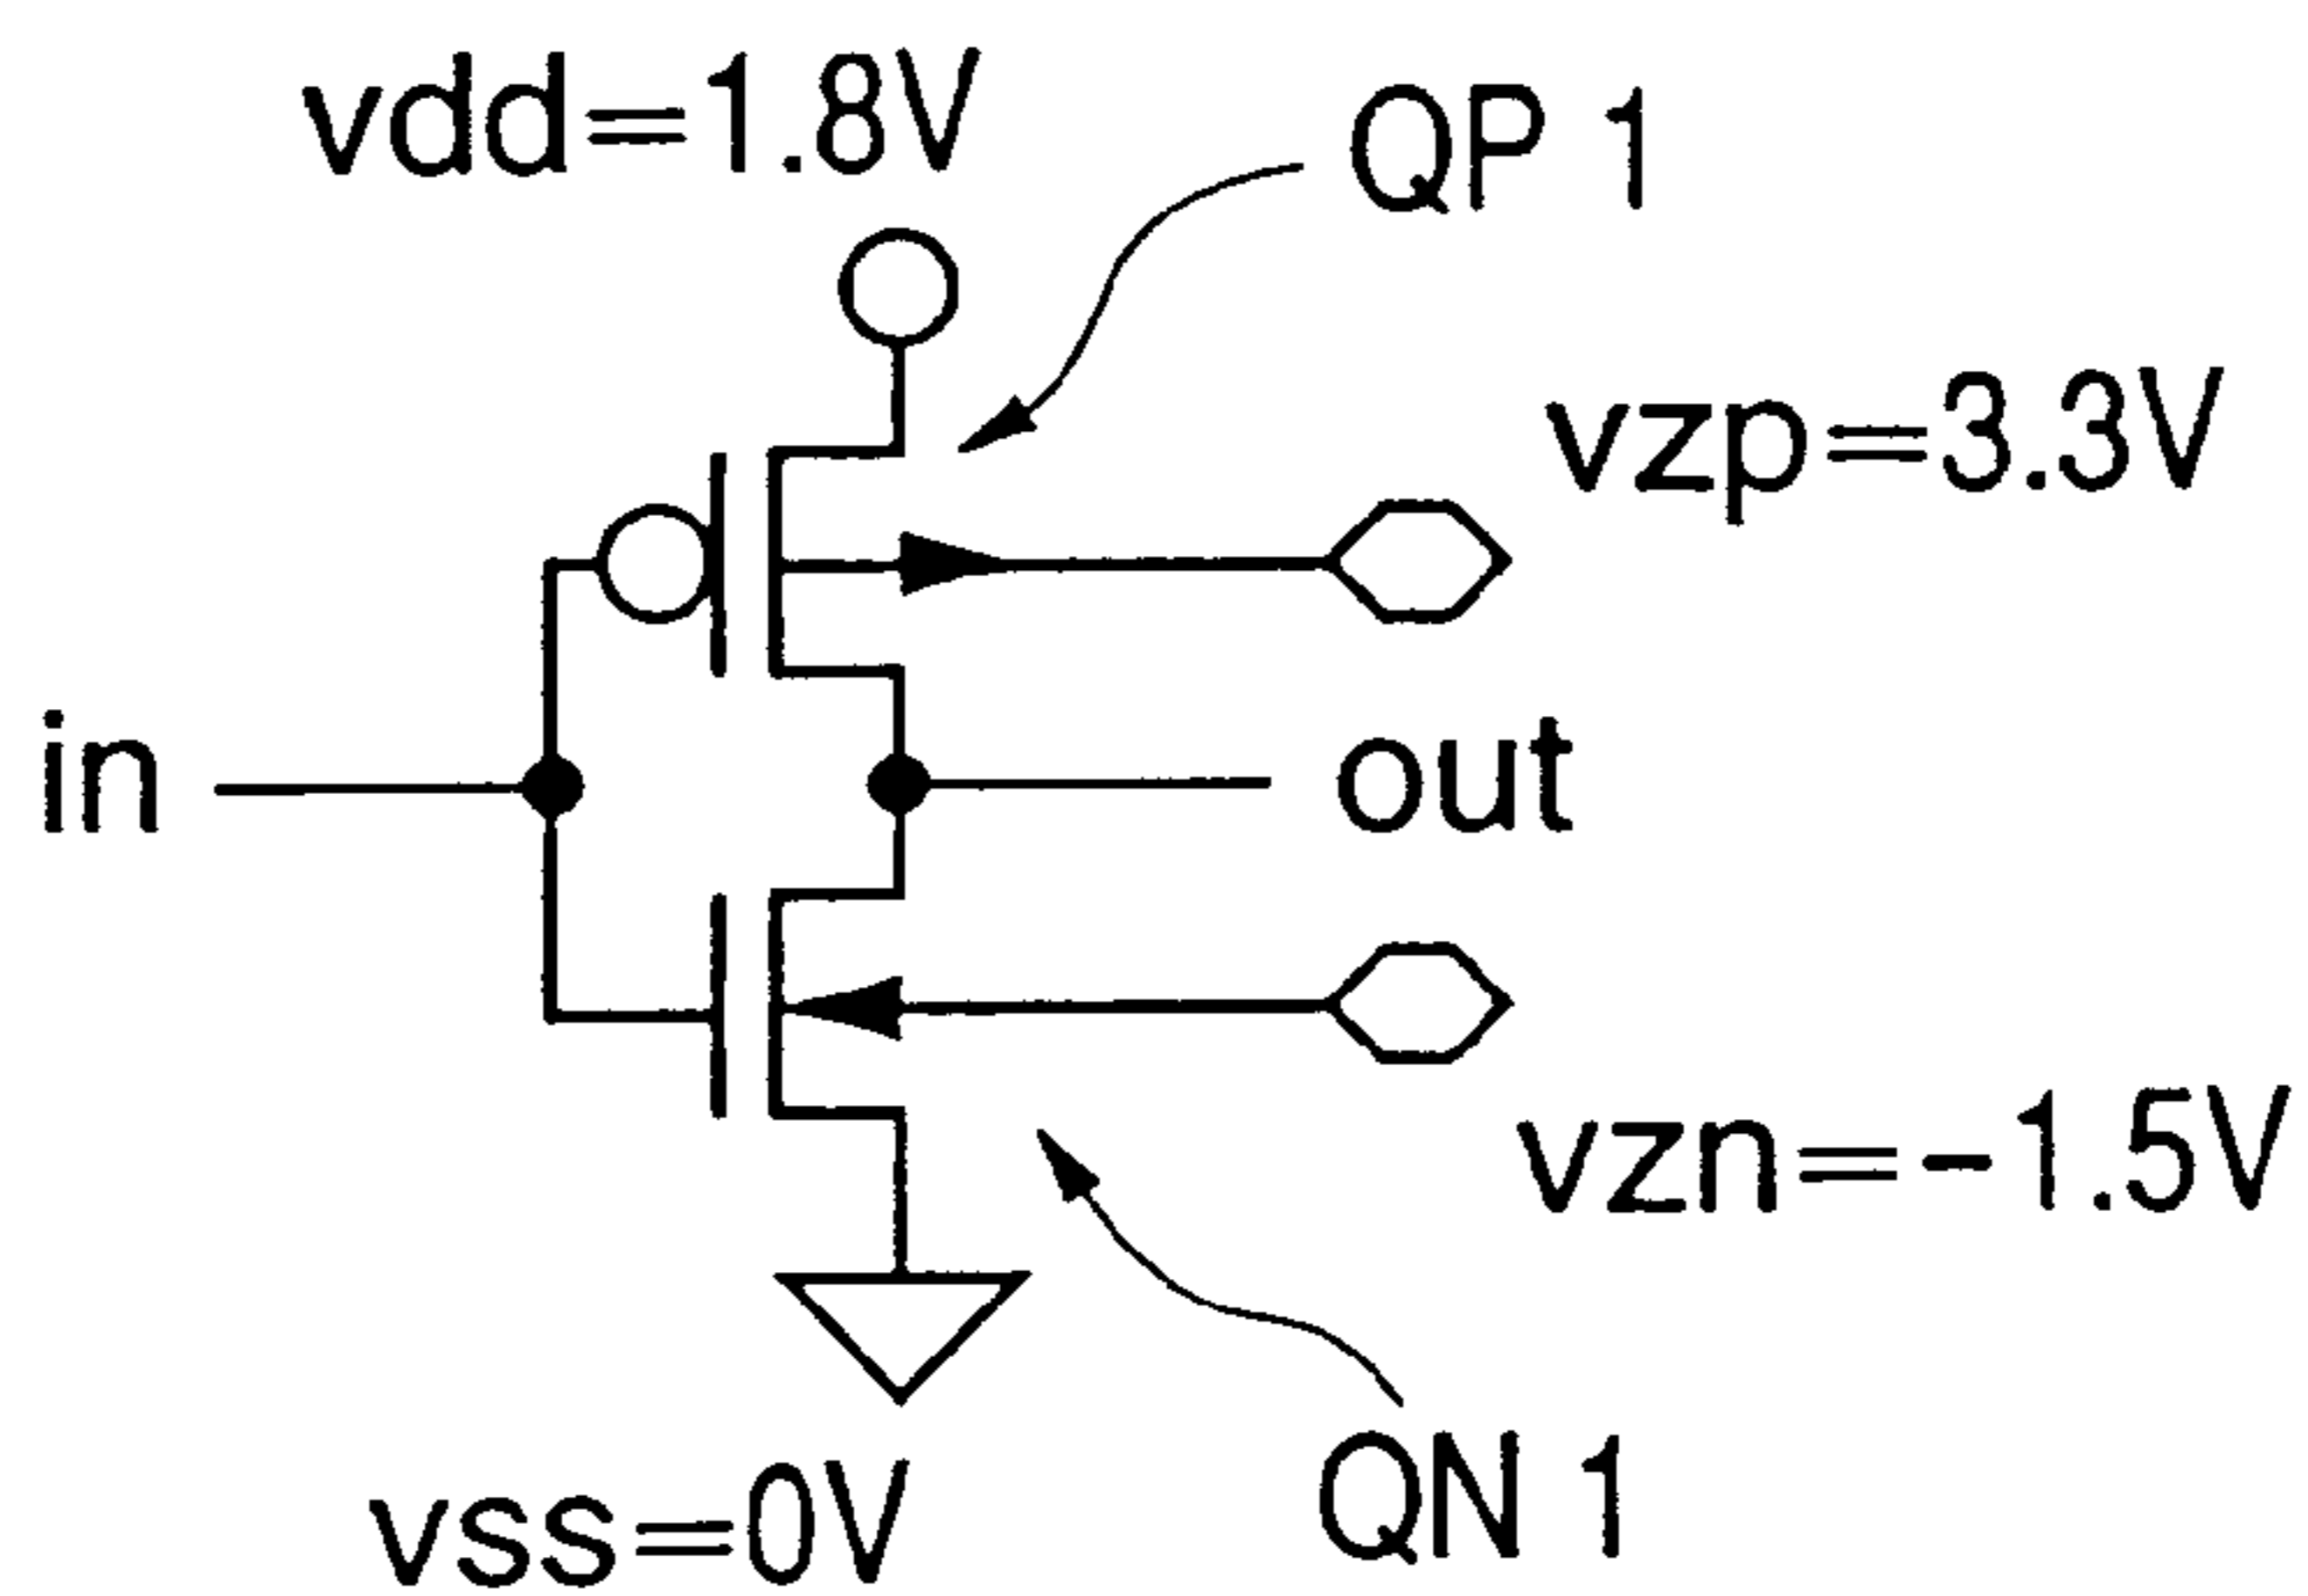 vdd=1.8V
QP 1
vzp=3.3V
in
out
vzn=-1.5V
vss=0V
QN 1